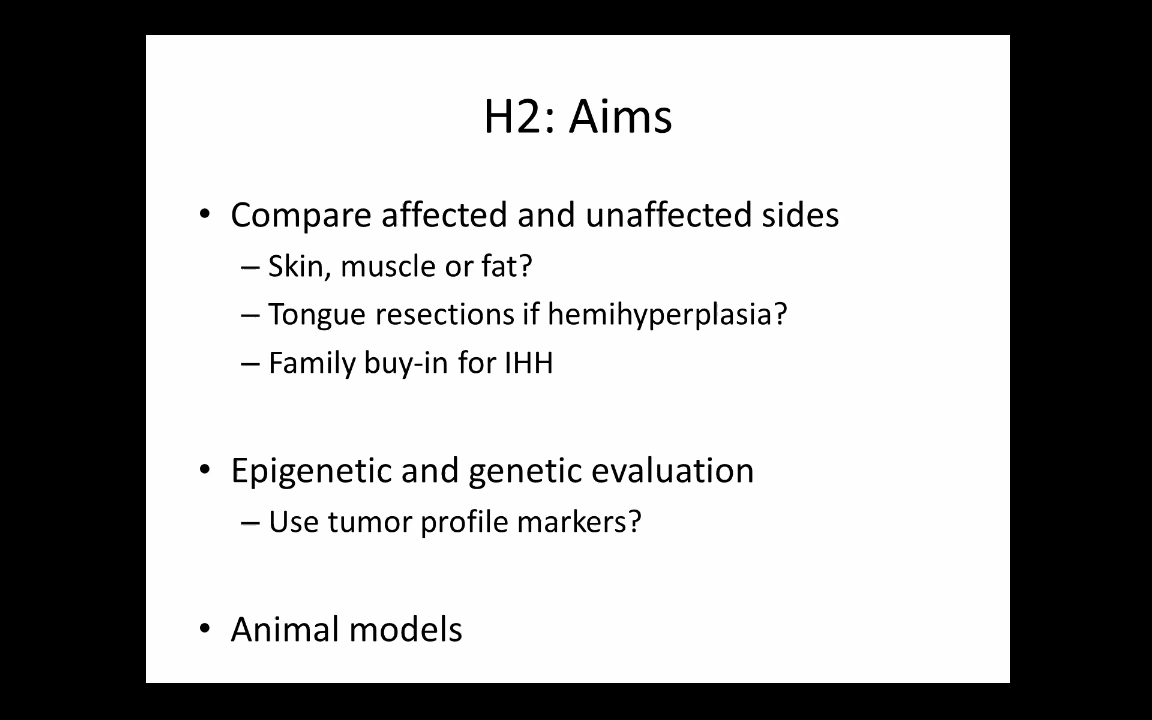 H2: Aims
• Compare affected and unaffected sides
– Skin, muscle or fat?
– Tongue resections if hemihyperplasia?
– Family buy-in for IHH
• Epigenetic and genetic evaluation
– Use tumor profile markers?
• Animal models